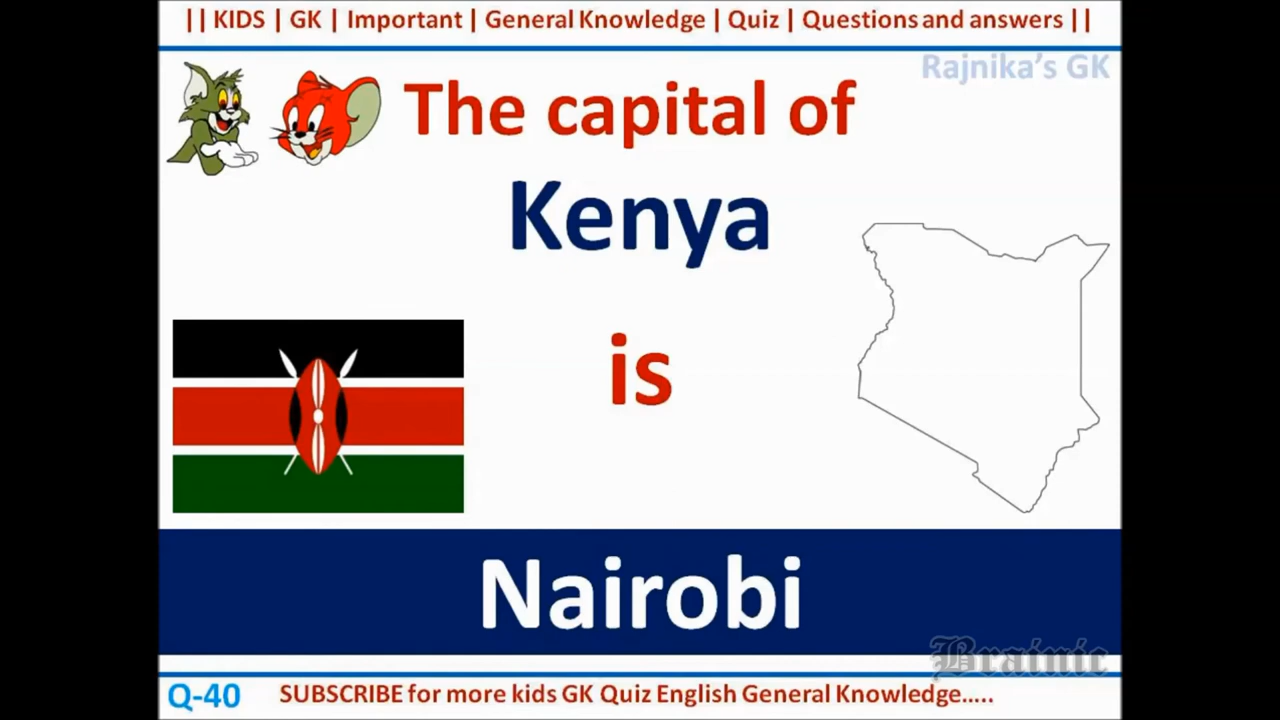 || KIDS | GK | Important | General Knowledge | Quiz | Questions and answers ||
Rajnika's GK
The capital of
Kenya
is
Nairobi
Brainic
Q-40 SUBSCRIBE for more kids GK Quiz English General Knowledge.....